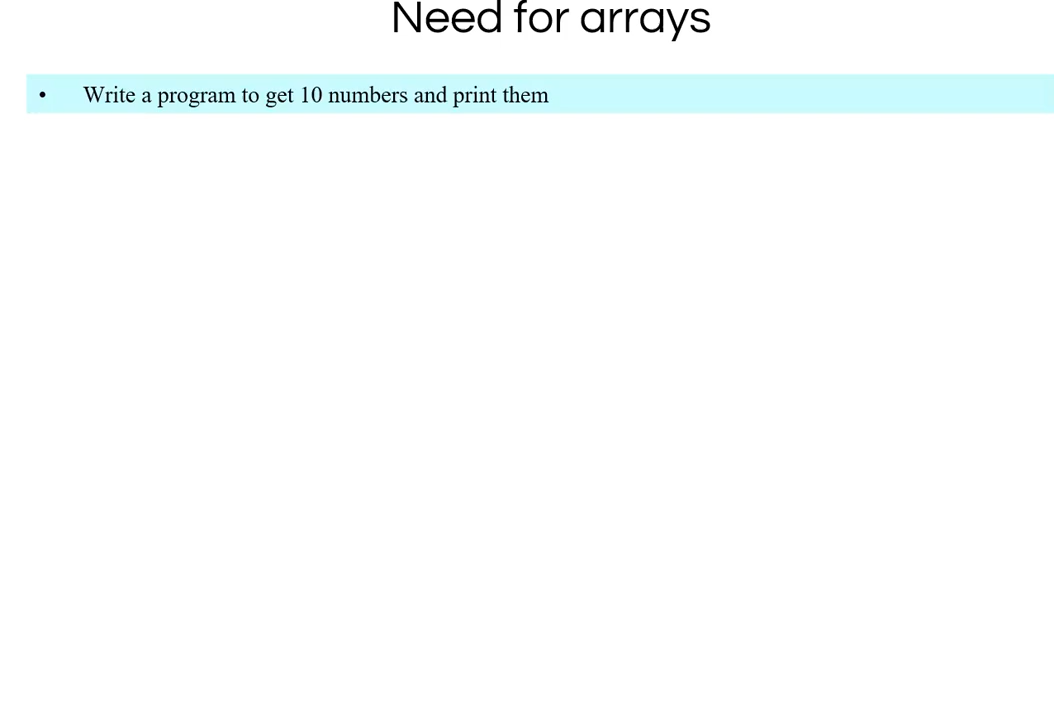 Need for arrays
• Write a program to get 10 numbers and print them